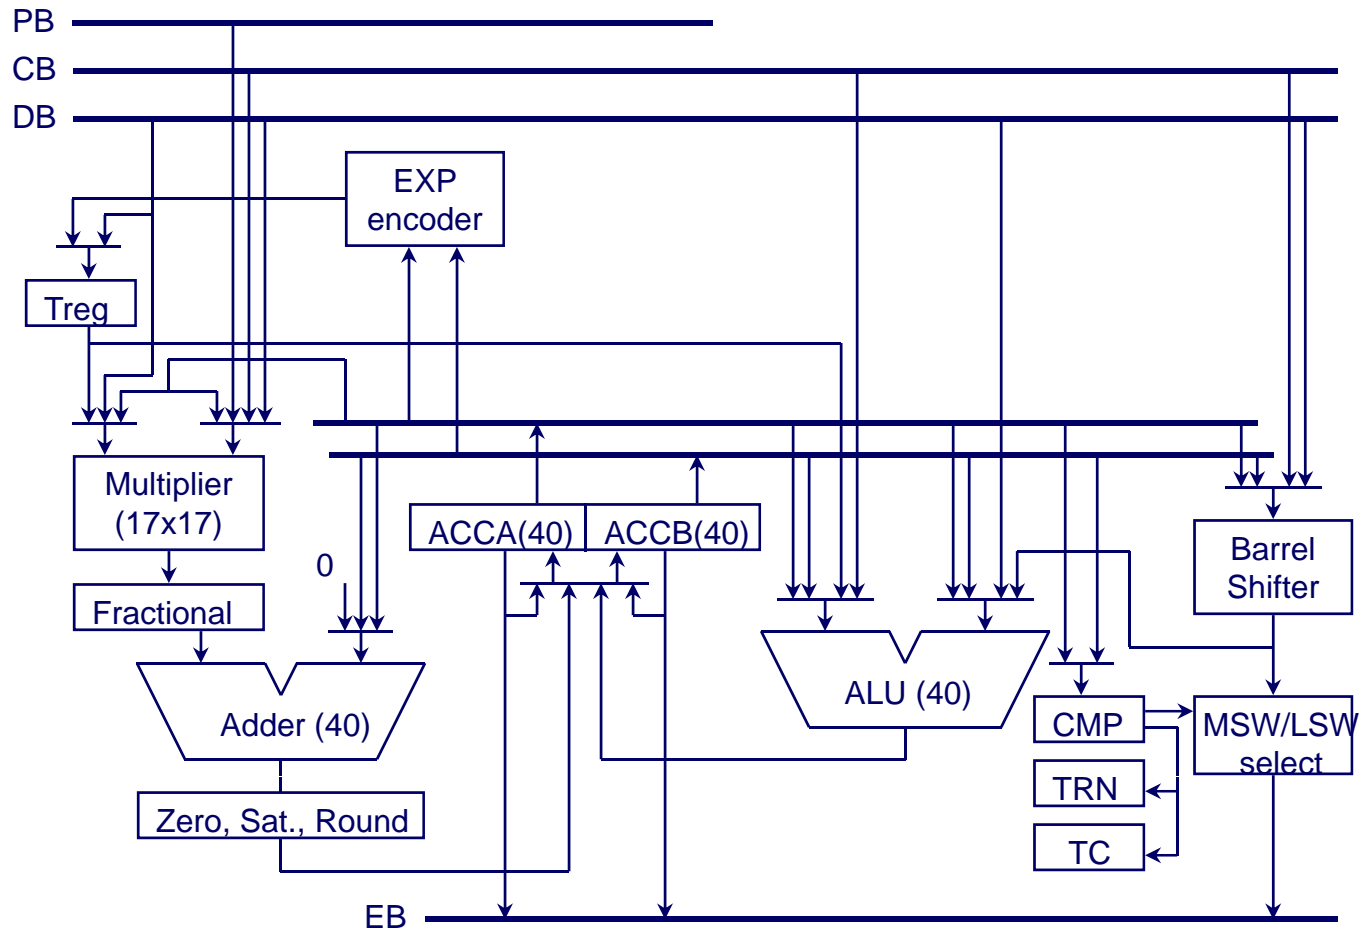 PB
CB
DB
EXP
encoder
Treg
Multiplier
(17x17)
ACCA(40)
ACCB(40)
Barrel
Shifter
0
Fractional
ALU (40)
Adder (40)
CMP
MSW/LSW
select
TRN
Zero, Sat., Round
TC
EB